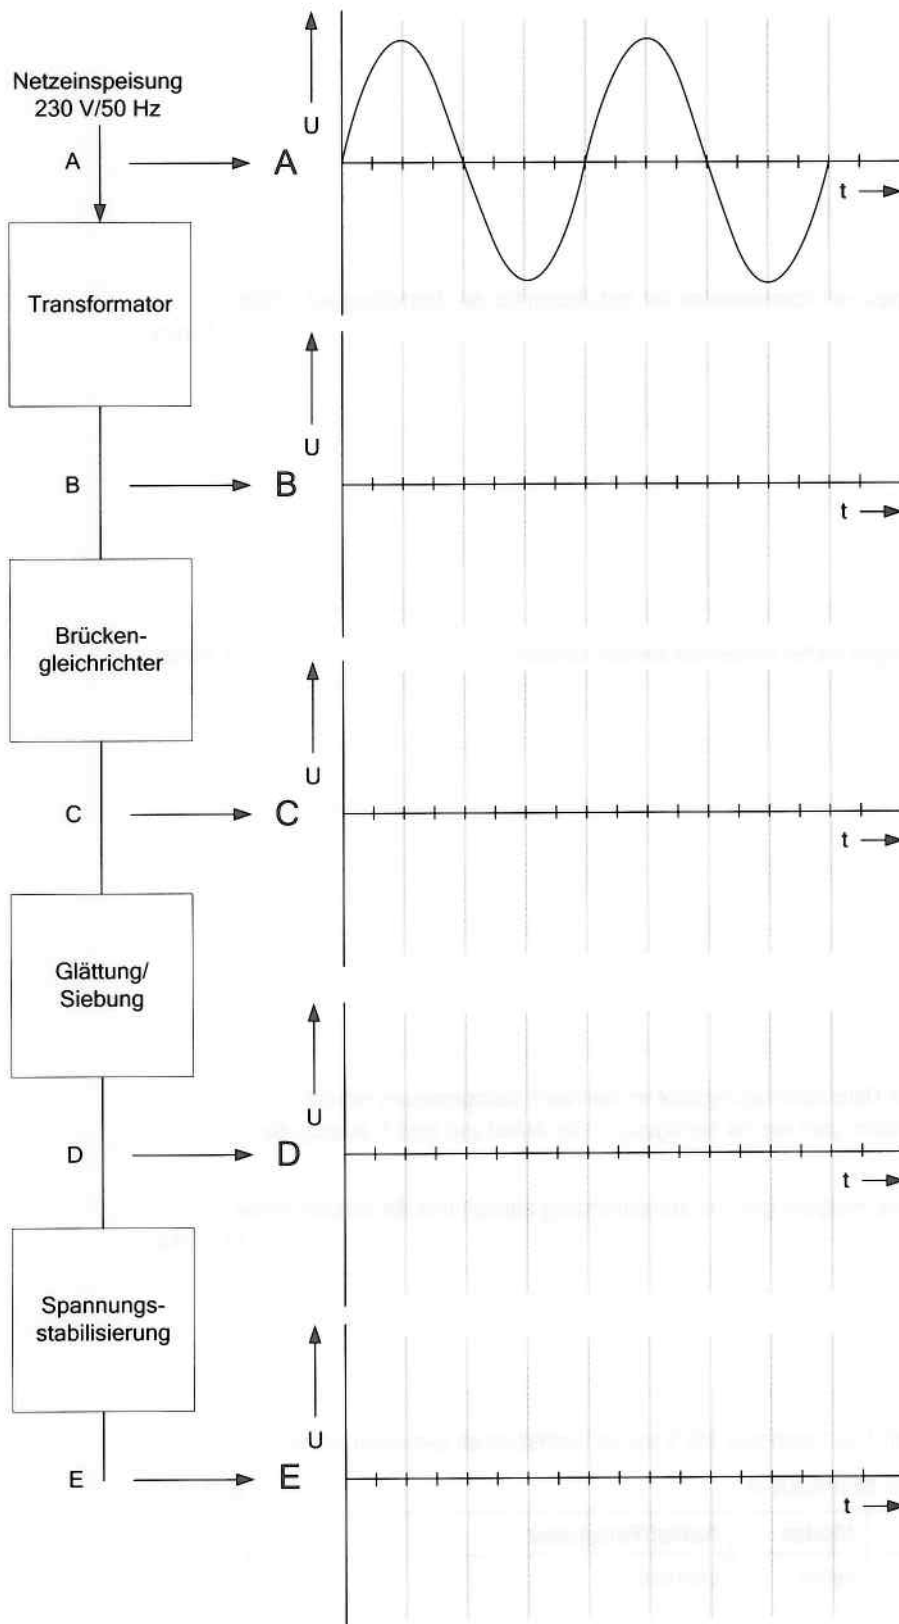 Netzeinspeisung
230 V/50 Hz
A
A
U
t
Transformator
B
B
U
t
Brücken-
gleichrichter
C
C
U
t
Glättung/
Siebung
D
D
U
t
Spannungs-
stabilisierung
E
E
U
t